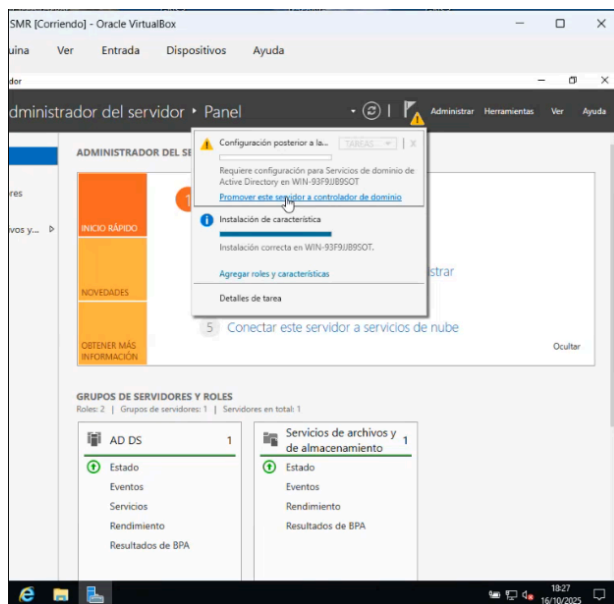 SMR [Corriendo] - Oracle VirtualBox
uina Ver Entrada Dispositivos Ayuda
dor
dministrador del servidor • Panel
Administrar Herramientas Ver Ayuda
ADMINISTRADOR DEL SE
res
vos y...
INICIO RÁPIDO
NOVEDADES
OBTENER MÁS
INFORMACIÓN
1
Configuración posterior a la...
TAREAS
X
Requiere configuración para Servicios de dominio de
Active Directory en WIN-93F9JJB9SOT
Promover este servidor a controlador de dominio
Instalación de característica
Instalación correcta en WIN-93F9JJB9SOT.
Agregar roles y características
Detalles de tarea
strar
5 Conectar este servidor a servicios de nube
Ocultar
GRUPOS DE SERVIDORES Y ROLES
Roles: 2 | Grupos de servidores: 1 | Servidores en total: 1
AD DS 1
Estado
Eventos
Servicios
Rendimiento
Resultados de BPA
Servicios de archivos y
de almacenamiento 1
Estado
Eventos
Rendimiento
Resultados de BPA
18:27
16/10/2025